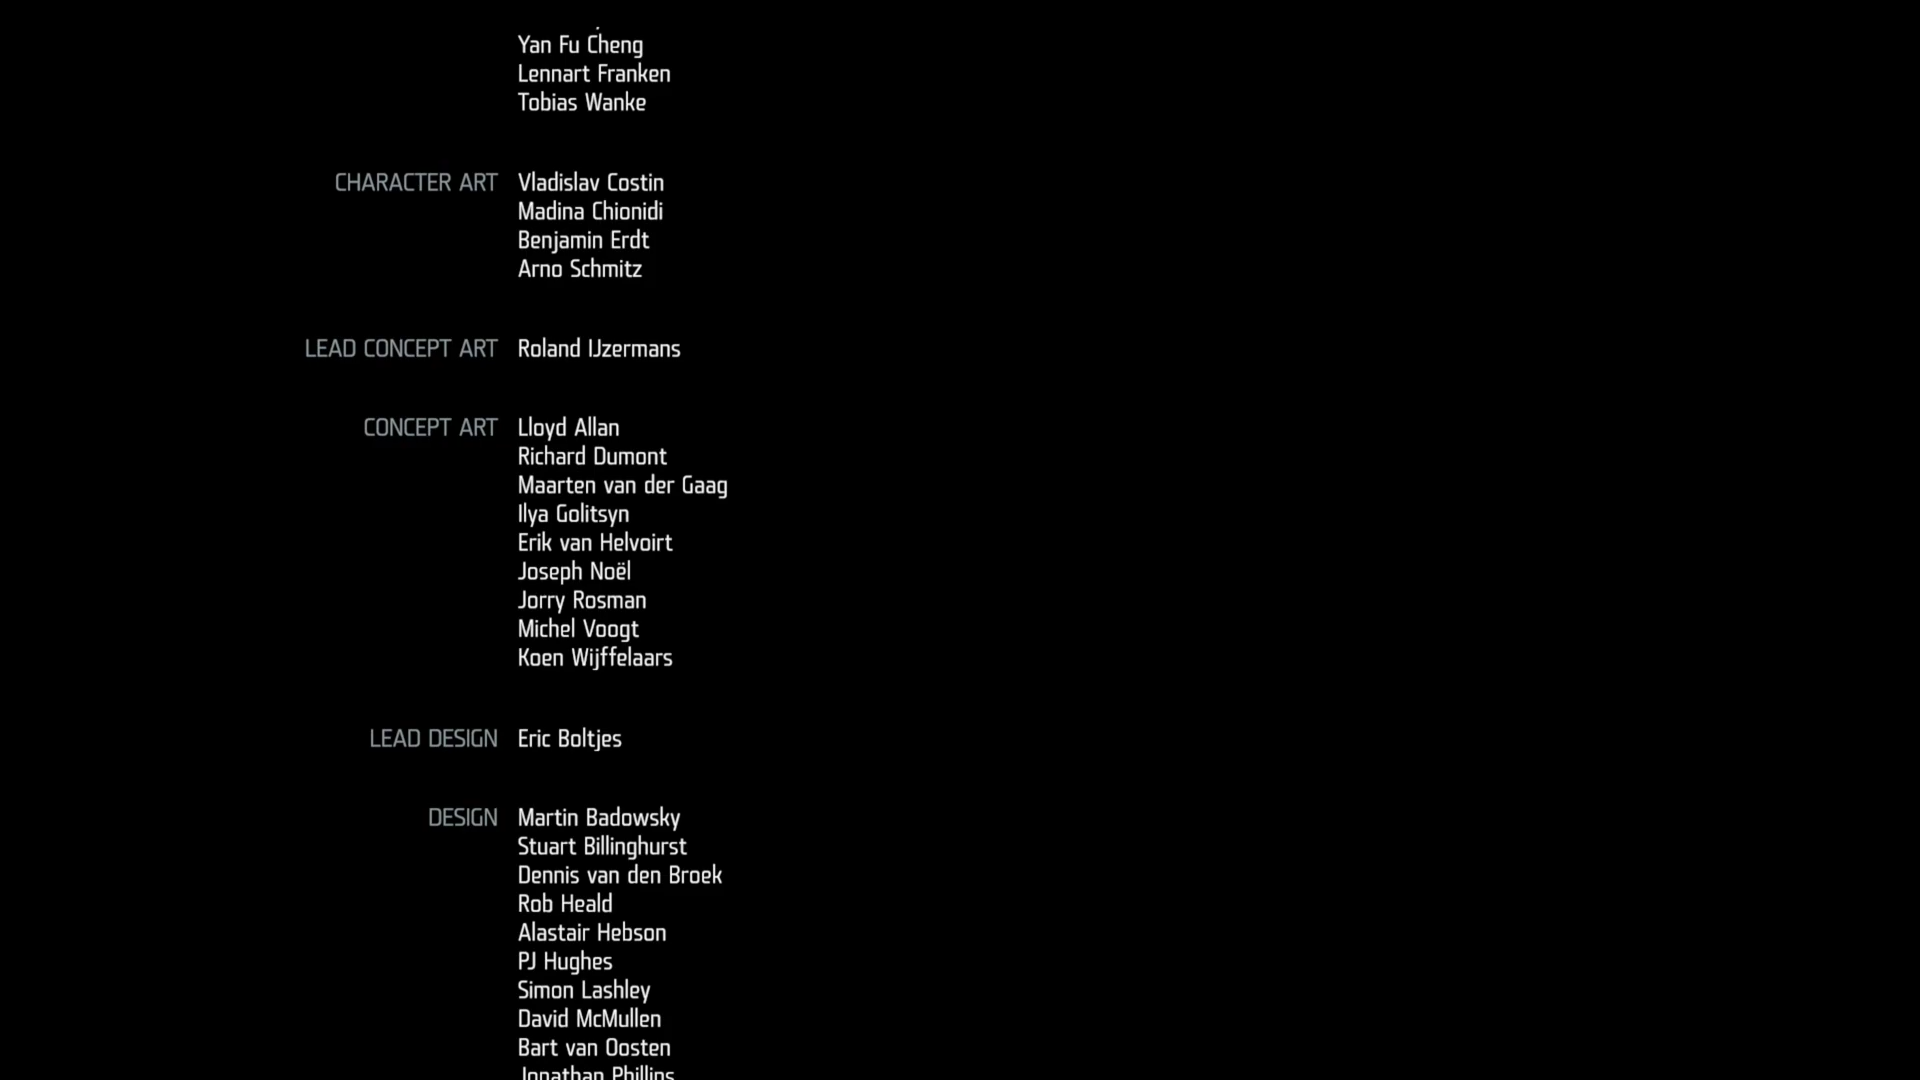 Yan Fu Cheng
Lennart Franken
Tobias Wanke
CHARACTER ART Vladislav Costin
Madina Chionidi
Benjamin Erdt
Arno Schmitz
LEAD CONCEPT ART Roland IJzermans
CONCEPT ART Lloyd Allan
Richard Dumont
Maarten van der Gaag
Ilya Golitsyn
Erik van Helvoirt
Joseph Noël
Jorry Rosman
Michel Voogt
Koen Wijffelaars
LEAD DESIGN Eric Boltjes
DESIGN Martin Badowsky
Stuart Billinghurst
Dennis van den Broek
Rob Heald
Alastair Hebson
PJ Hughes
Simon Lashley
David McMullen
Bart van Oosten
Jonathan Phillips